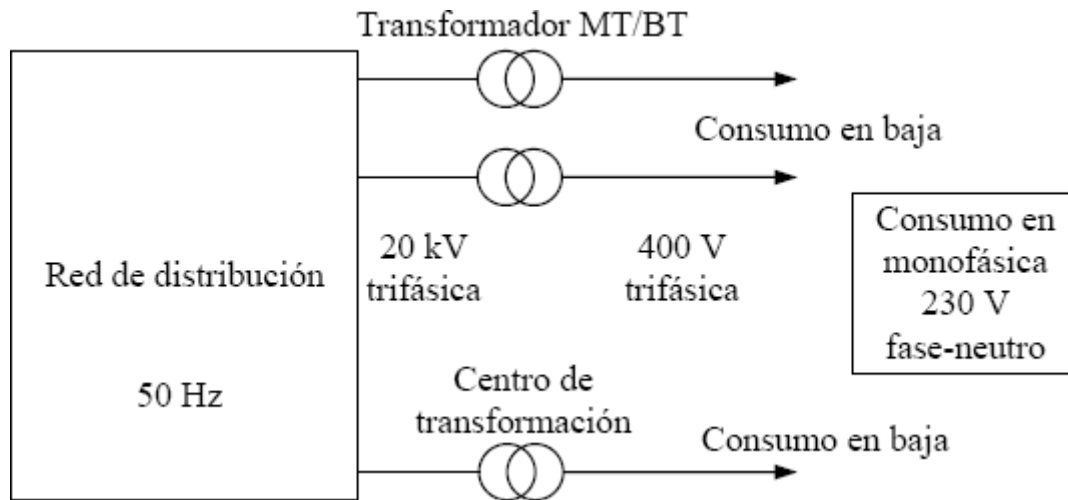 Transformador MT/BT
Consumo en baja
Red de distribución
50 Hz
20 kV
trifásica
400 V
trifásica
Consumo en
monofásica
230 V
fase-neutro
Centro de
transformación
Consumo en baja